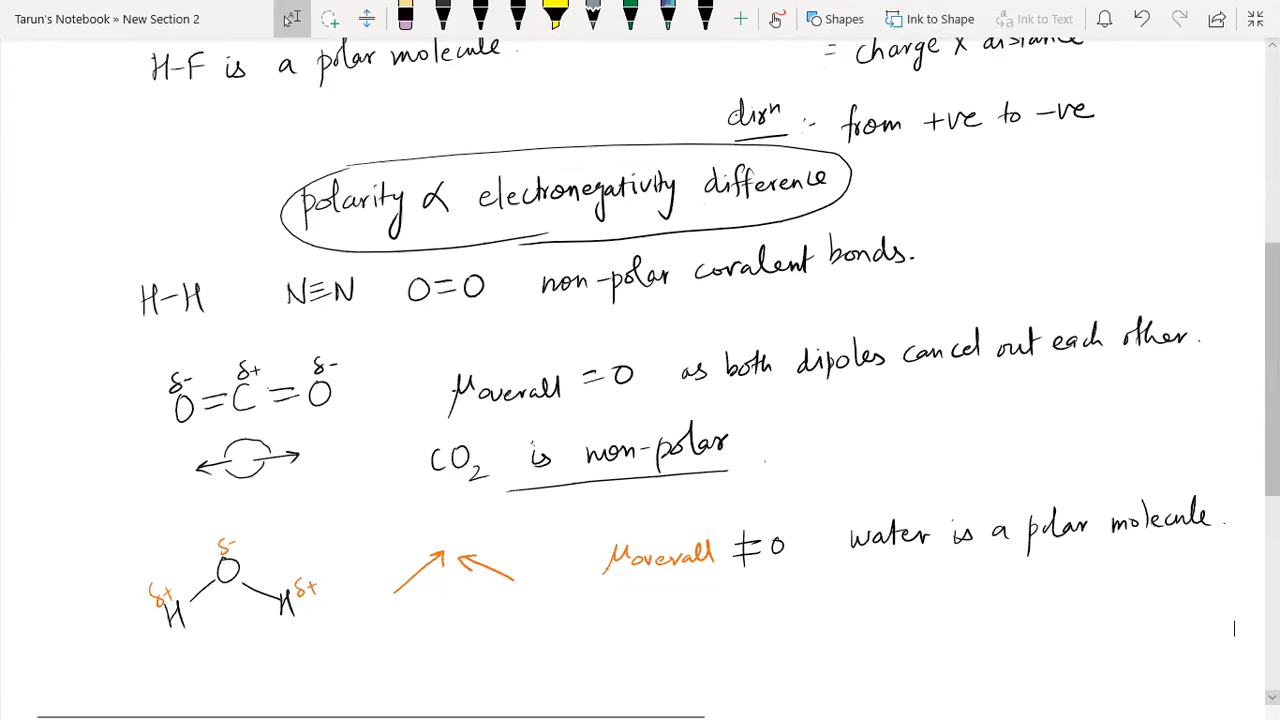 Tarun's Notebook » New Section 2
Shapes
Ink to Shape
Ink to Text
H-F is a polar molecule.
= charge x distance
dirⁿ :- from +ve to -ve
polarity ∝ electronegativity difference
H-H N≡N O=O non-polar covalent bonds.
δ- δ+ δ-
O=C=O μoverall = 0 as both dipoles cancel out each other.
CO₂ is non-polar
δ-
O μoverall ≠ 0 water is a polar molecule.
δ+ H H δ+